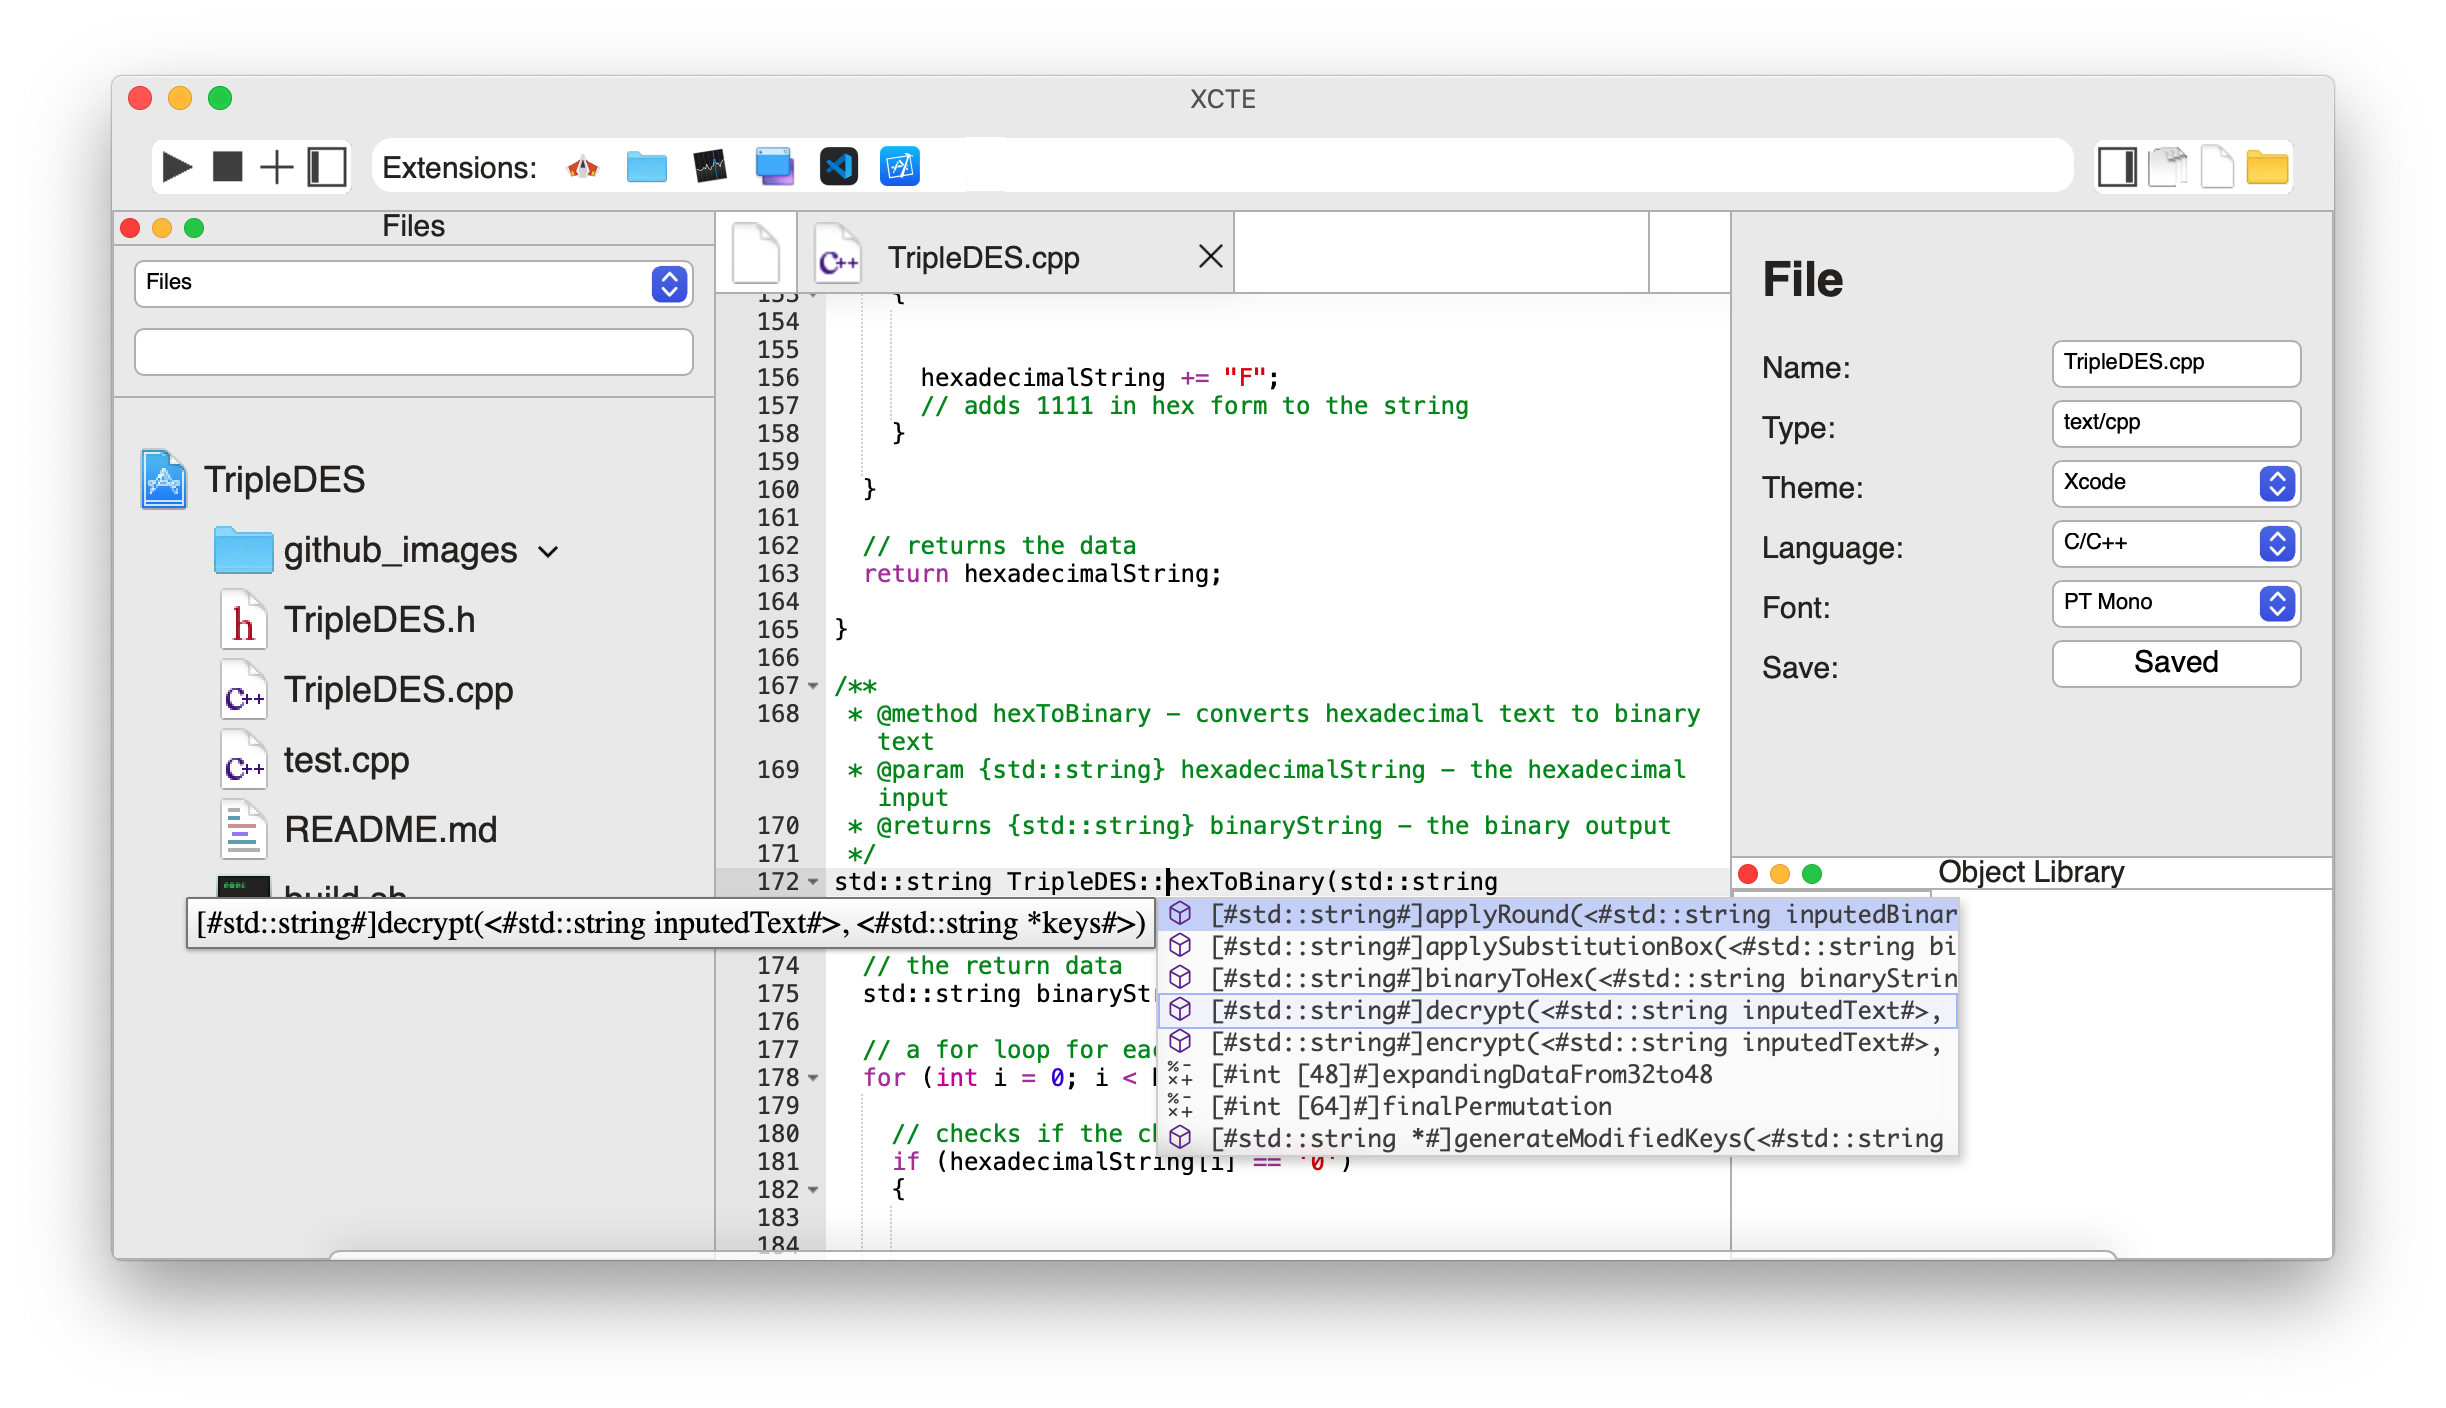 XCTE
Extensions:
Files
Files
TripleDES
github_images
TripleDES.h
TripleDES.cpp
test.cpp
README.md
build.sh
TripleDES.cpp
153 {
154
155
156 hexadecimalString += "F";
157 // adds 1111 in hex form to the string
158 }
159
160 }
161
162 // returns the data
163 return hexadecimalString;
164
165 }
166
167 /**
168 * @method hexToBinary – converts hexadecimal text to binary
text
169 * @param {std::string} hexadecimalString – the hexadecimal
input
170 * @returns {std::string} binaryString – the binary output
171 */
172 std::string TripleDES::hexToBinary(std::string
[#std::string#]decrypt(<#std::string inputedText#>, <#std::string *keys#>)
174 // the return data
175 std::string binaryStr
176
177 // a for loop for eac
178 for (int i = 0; i <
179
180 // checks if the ch
181 if (hexadecimalString[i] == '0')
182 {
183
184
[#std::string#]applyRound(<#std::string inputedBinar
[#std::string#]applySubstitutionBox(<#std::string bi
[#std::string#]binaryToHex(<#std::string binaryStrin
[#std::string#]decrypt(<#std::string inputedText#>,
[#std::string#]encrypt(<#std::string inputedText#>,
[#int [48]#]expandingDataFrom32to48
[#int [64]#]finalPermutation
[#std::string *#]generateModifiedKeys(<#std::string
File
Name: TripleDES.cpp
Type: text/cpp
Theme: Xcode
Language: C/C++
Font: PT Mono
Save: Saved
Object Library